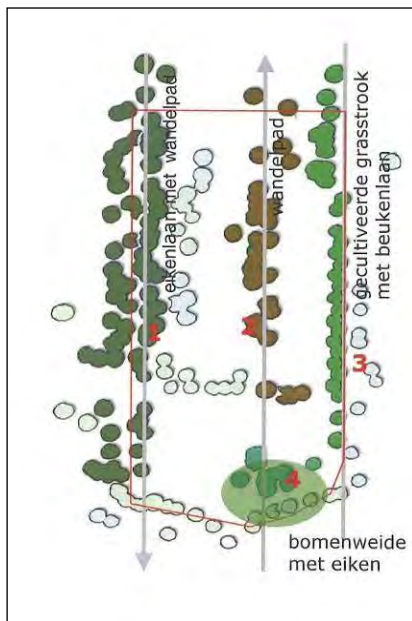 eikenlaan met wandelpad
1
wandelpad
2
gecultiveerde grasstrook
met beukenlaan
3
4
bomenweide
met eiken